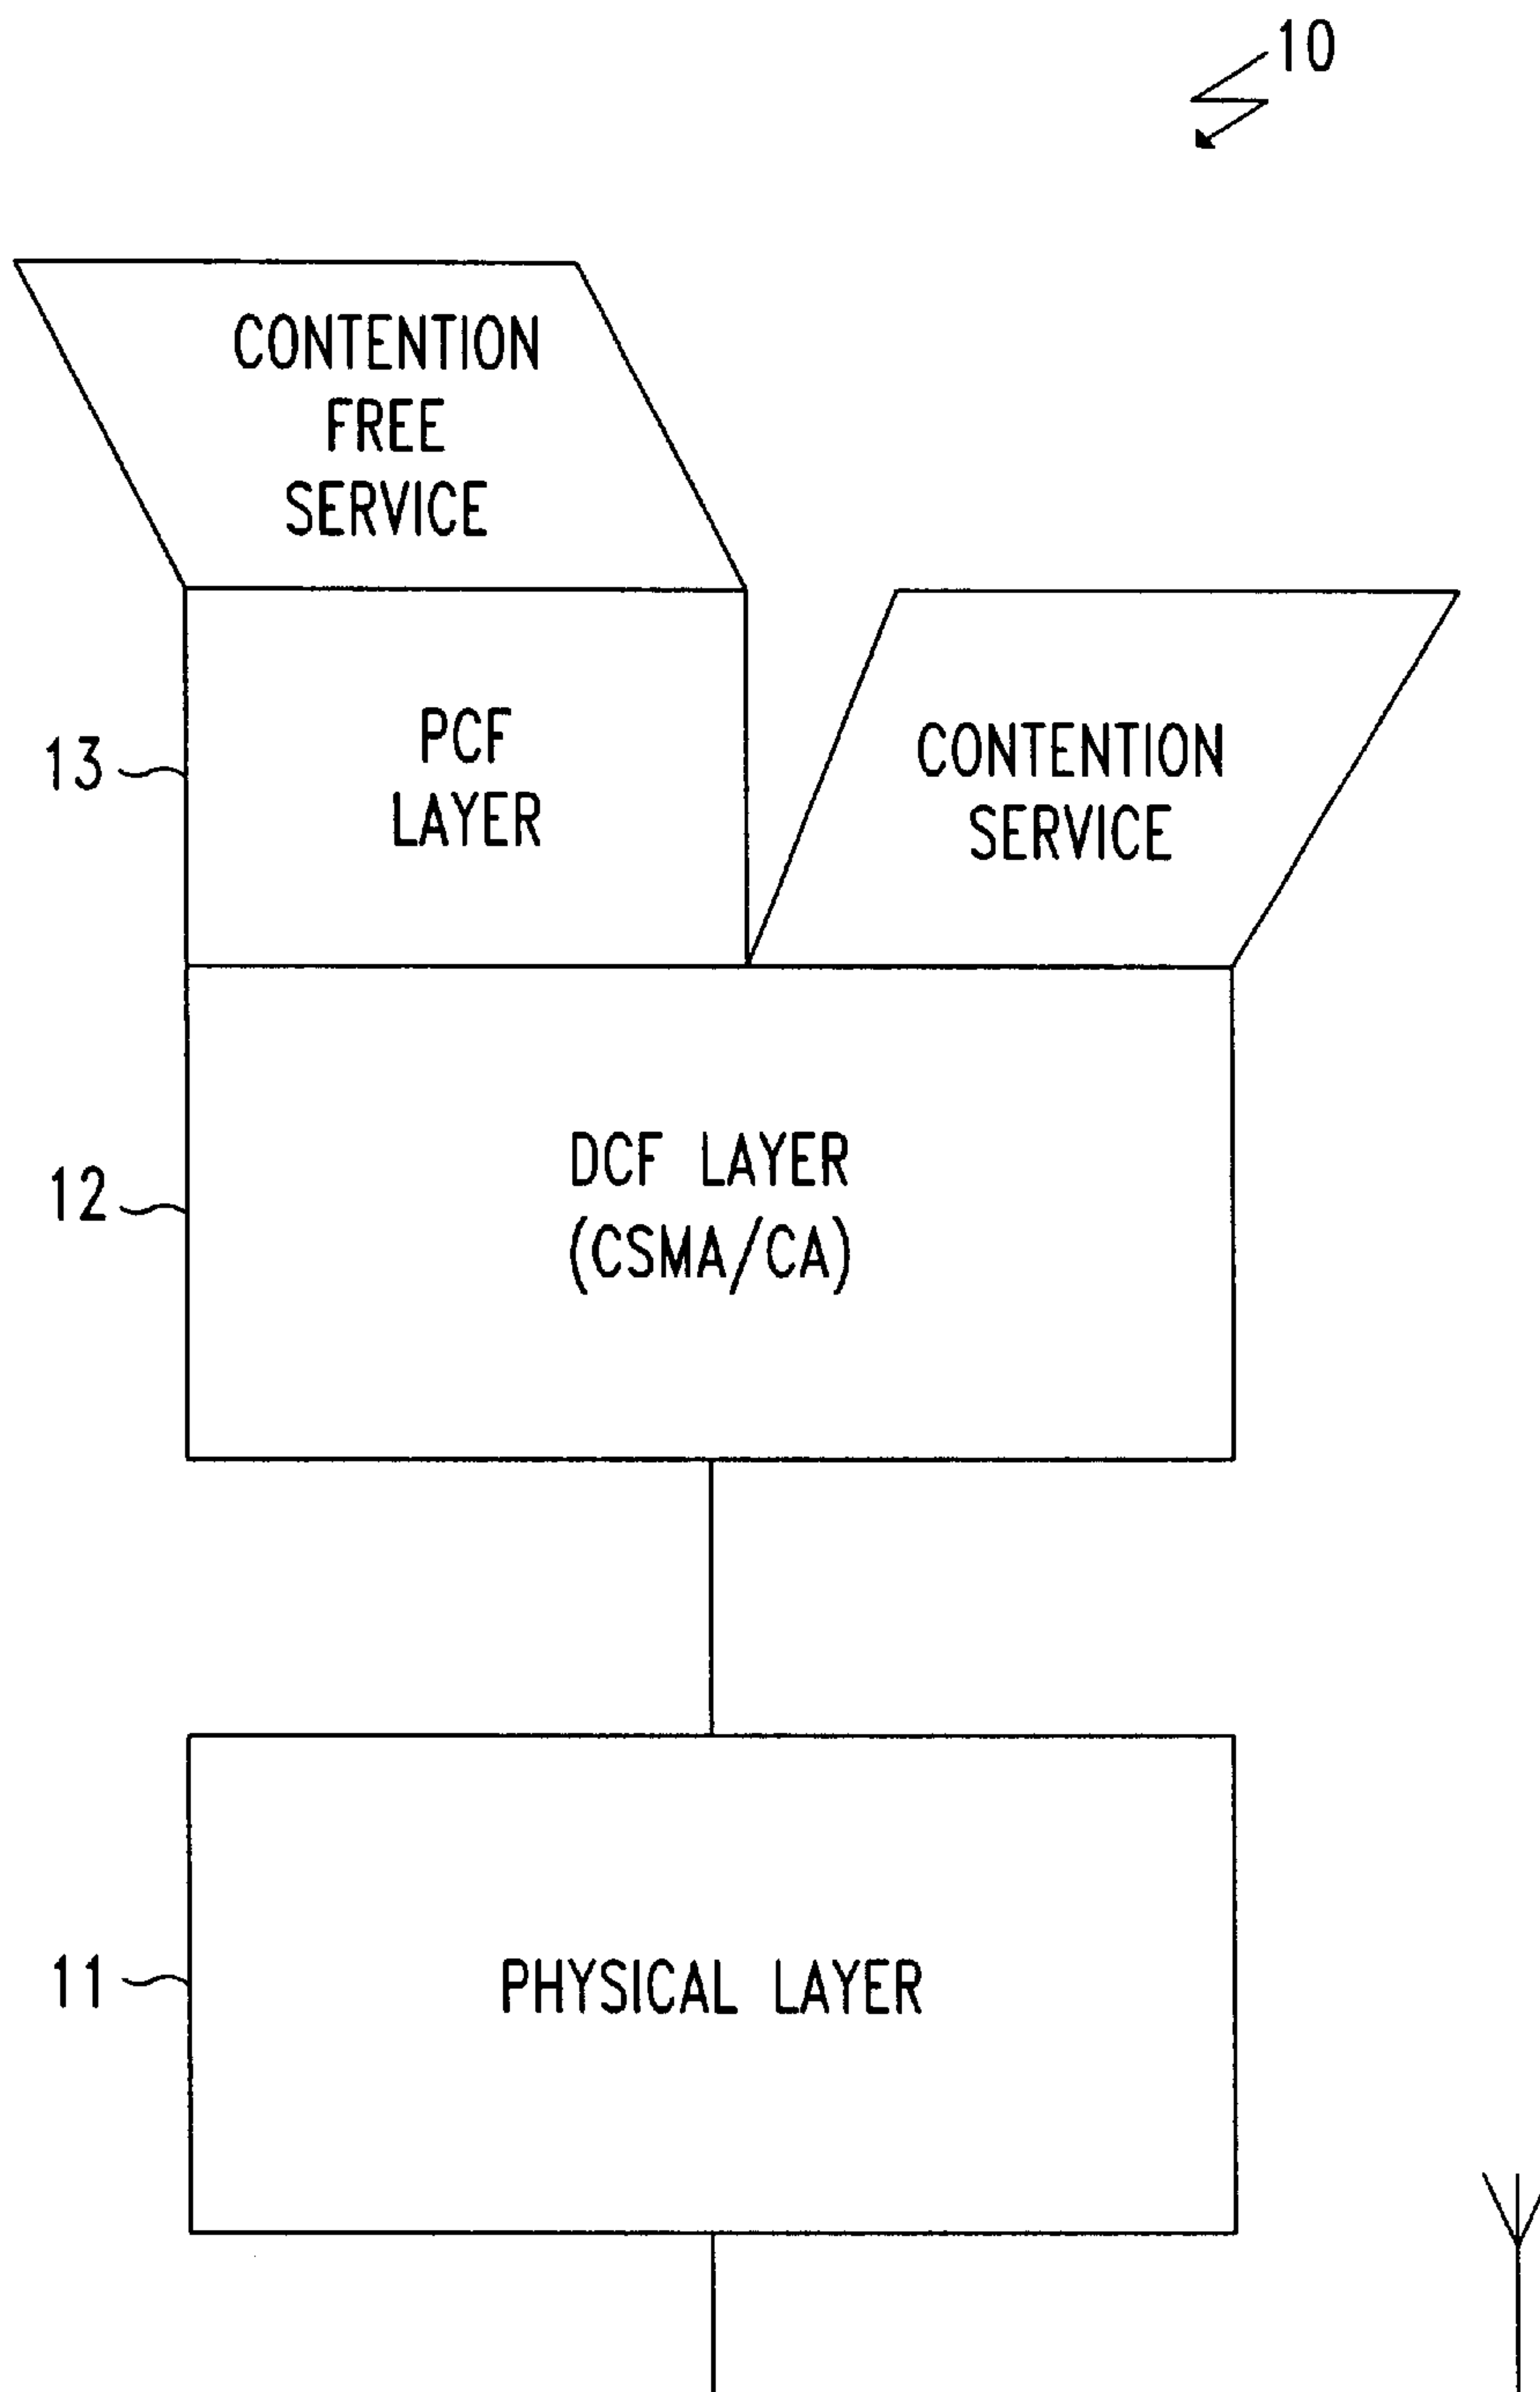 10
CONTENTION
FREE
SERVICE
13
PCF
LAYER
CONTENTION
SERVICE
12
DCF LAYER
(CSMA/CA)
11
PHYSICAL LAYER